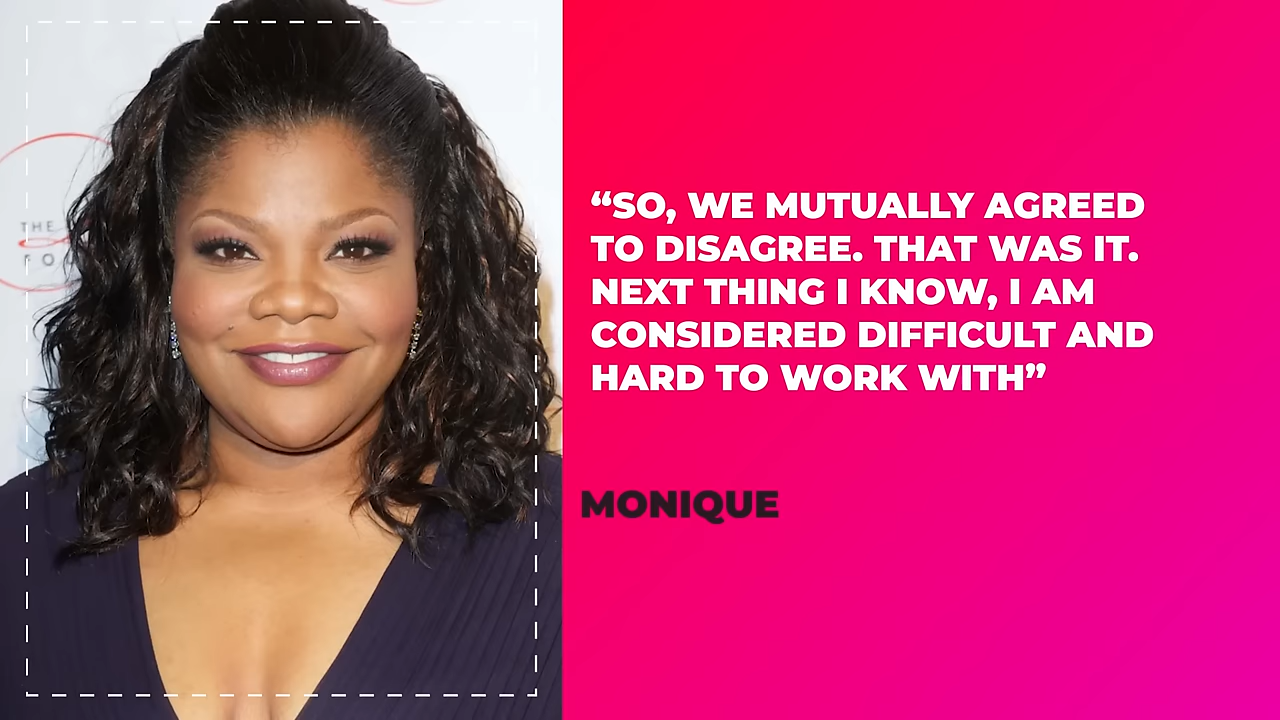 THE
“SO, WE MUTUALLY AGREED
TO DISAGREE. THAT WAS IT.
NEXT THING I KNOW, I AM
CONSIDERED DIFFICULT AND
HARD TO WORK WITH”
MONIQUE